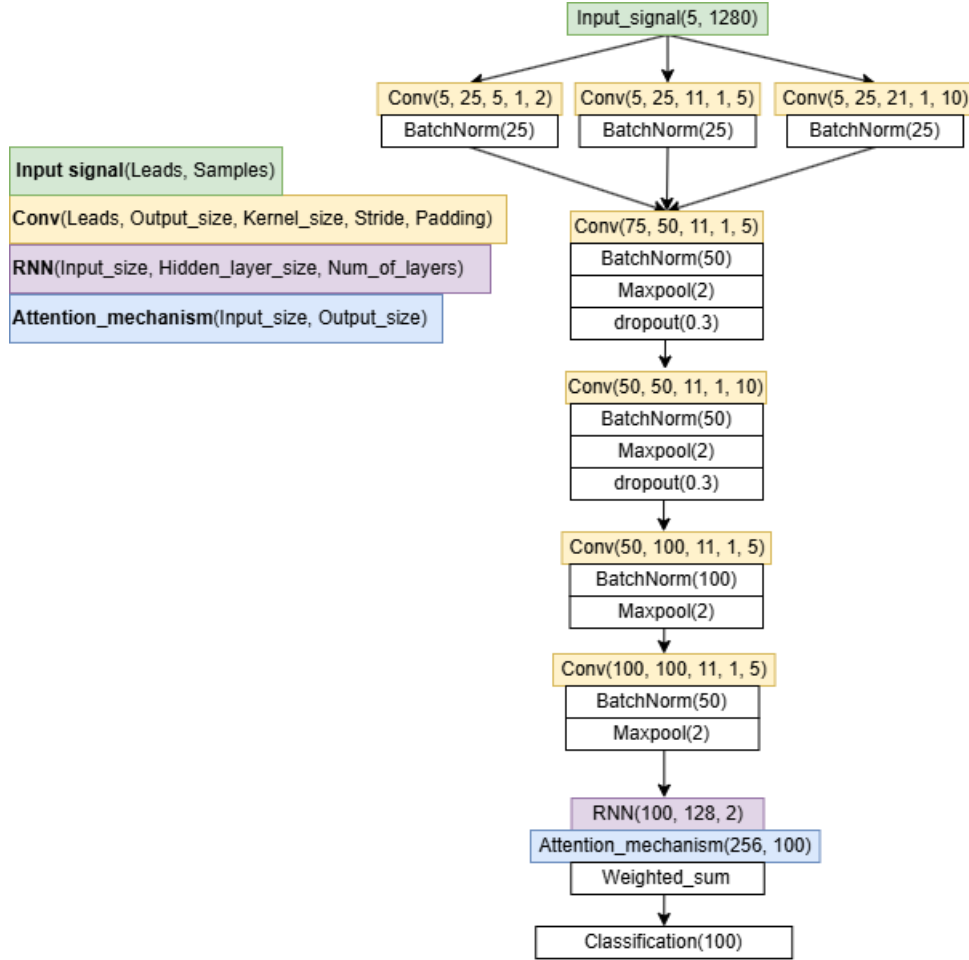 Input_signal(5, 1280)
Conv(5, 25, 5, 1, 2)
BatchNorm(25)
Conv(5, 25, 11, 1, 5)
BatchNorm(25)
Conv(5, 25, 21, 1, 10)
BatchNorm(25)
Input signal(Leads, Samples)
Conv(Leads, Output_size, Kernel_size, Stride, Padding)
RNN(Input_size, Hidden_layer_size, Num_of_layers)
Attention_mechanism(Input_size, Output_size)
Conv(75, 50, 11, 1, 5)
BatchNorm(50)
Maxpool(2)
dropout(0.3)
Conv(50, 50, 11, 1, 10)
BatchNorm(50)
Maxpool(2)
dropout(0.3)
Conv(50, 100, 11, 1, 5)
BatchNorm(100)
Maxpool(2)
Conv(100, 100, 11, 1, 5)
BatchNorm(50)
Maxpool(2)
RNN(100, 128, 2)
Attention_mechanism(256, 100)
Weighted_sum
Classification(100)